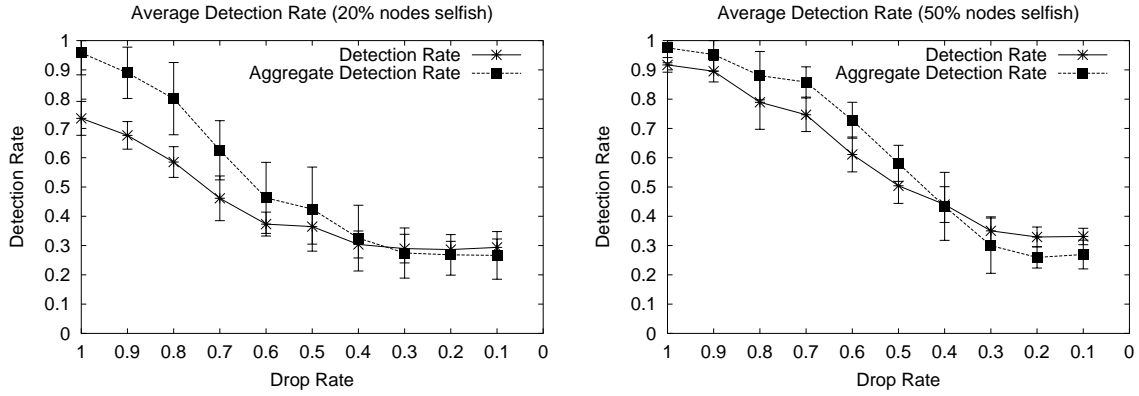 Average Detection Rate (20% nodes selfish)
1
0.9
0.8
0.7
0.6
0.5
0.4
0.3
0.2
0.1
0
Detection Rate
Detection Rate
Aggregate Detection Rate
1 0.9 0.8 0.7 0.6 0.5 0.4 0.3 0.2 0.1 0
Drop Rate
Average Detection Rate (50% nodes selfish)
1
0.9
0.8
0.7
0.6
0.5
0.4
0.3
0.2
0.1
0
Detection Rate
Detection Rate
Aggregate Detection Rate
1 0.9 0.8 0.7 0.6 0.5 0.4 0.3 0.2 0.1 0
Drop Rate